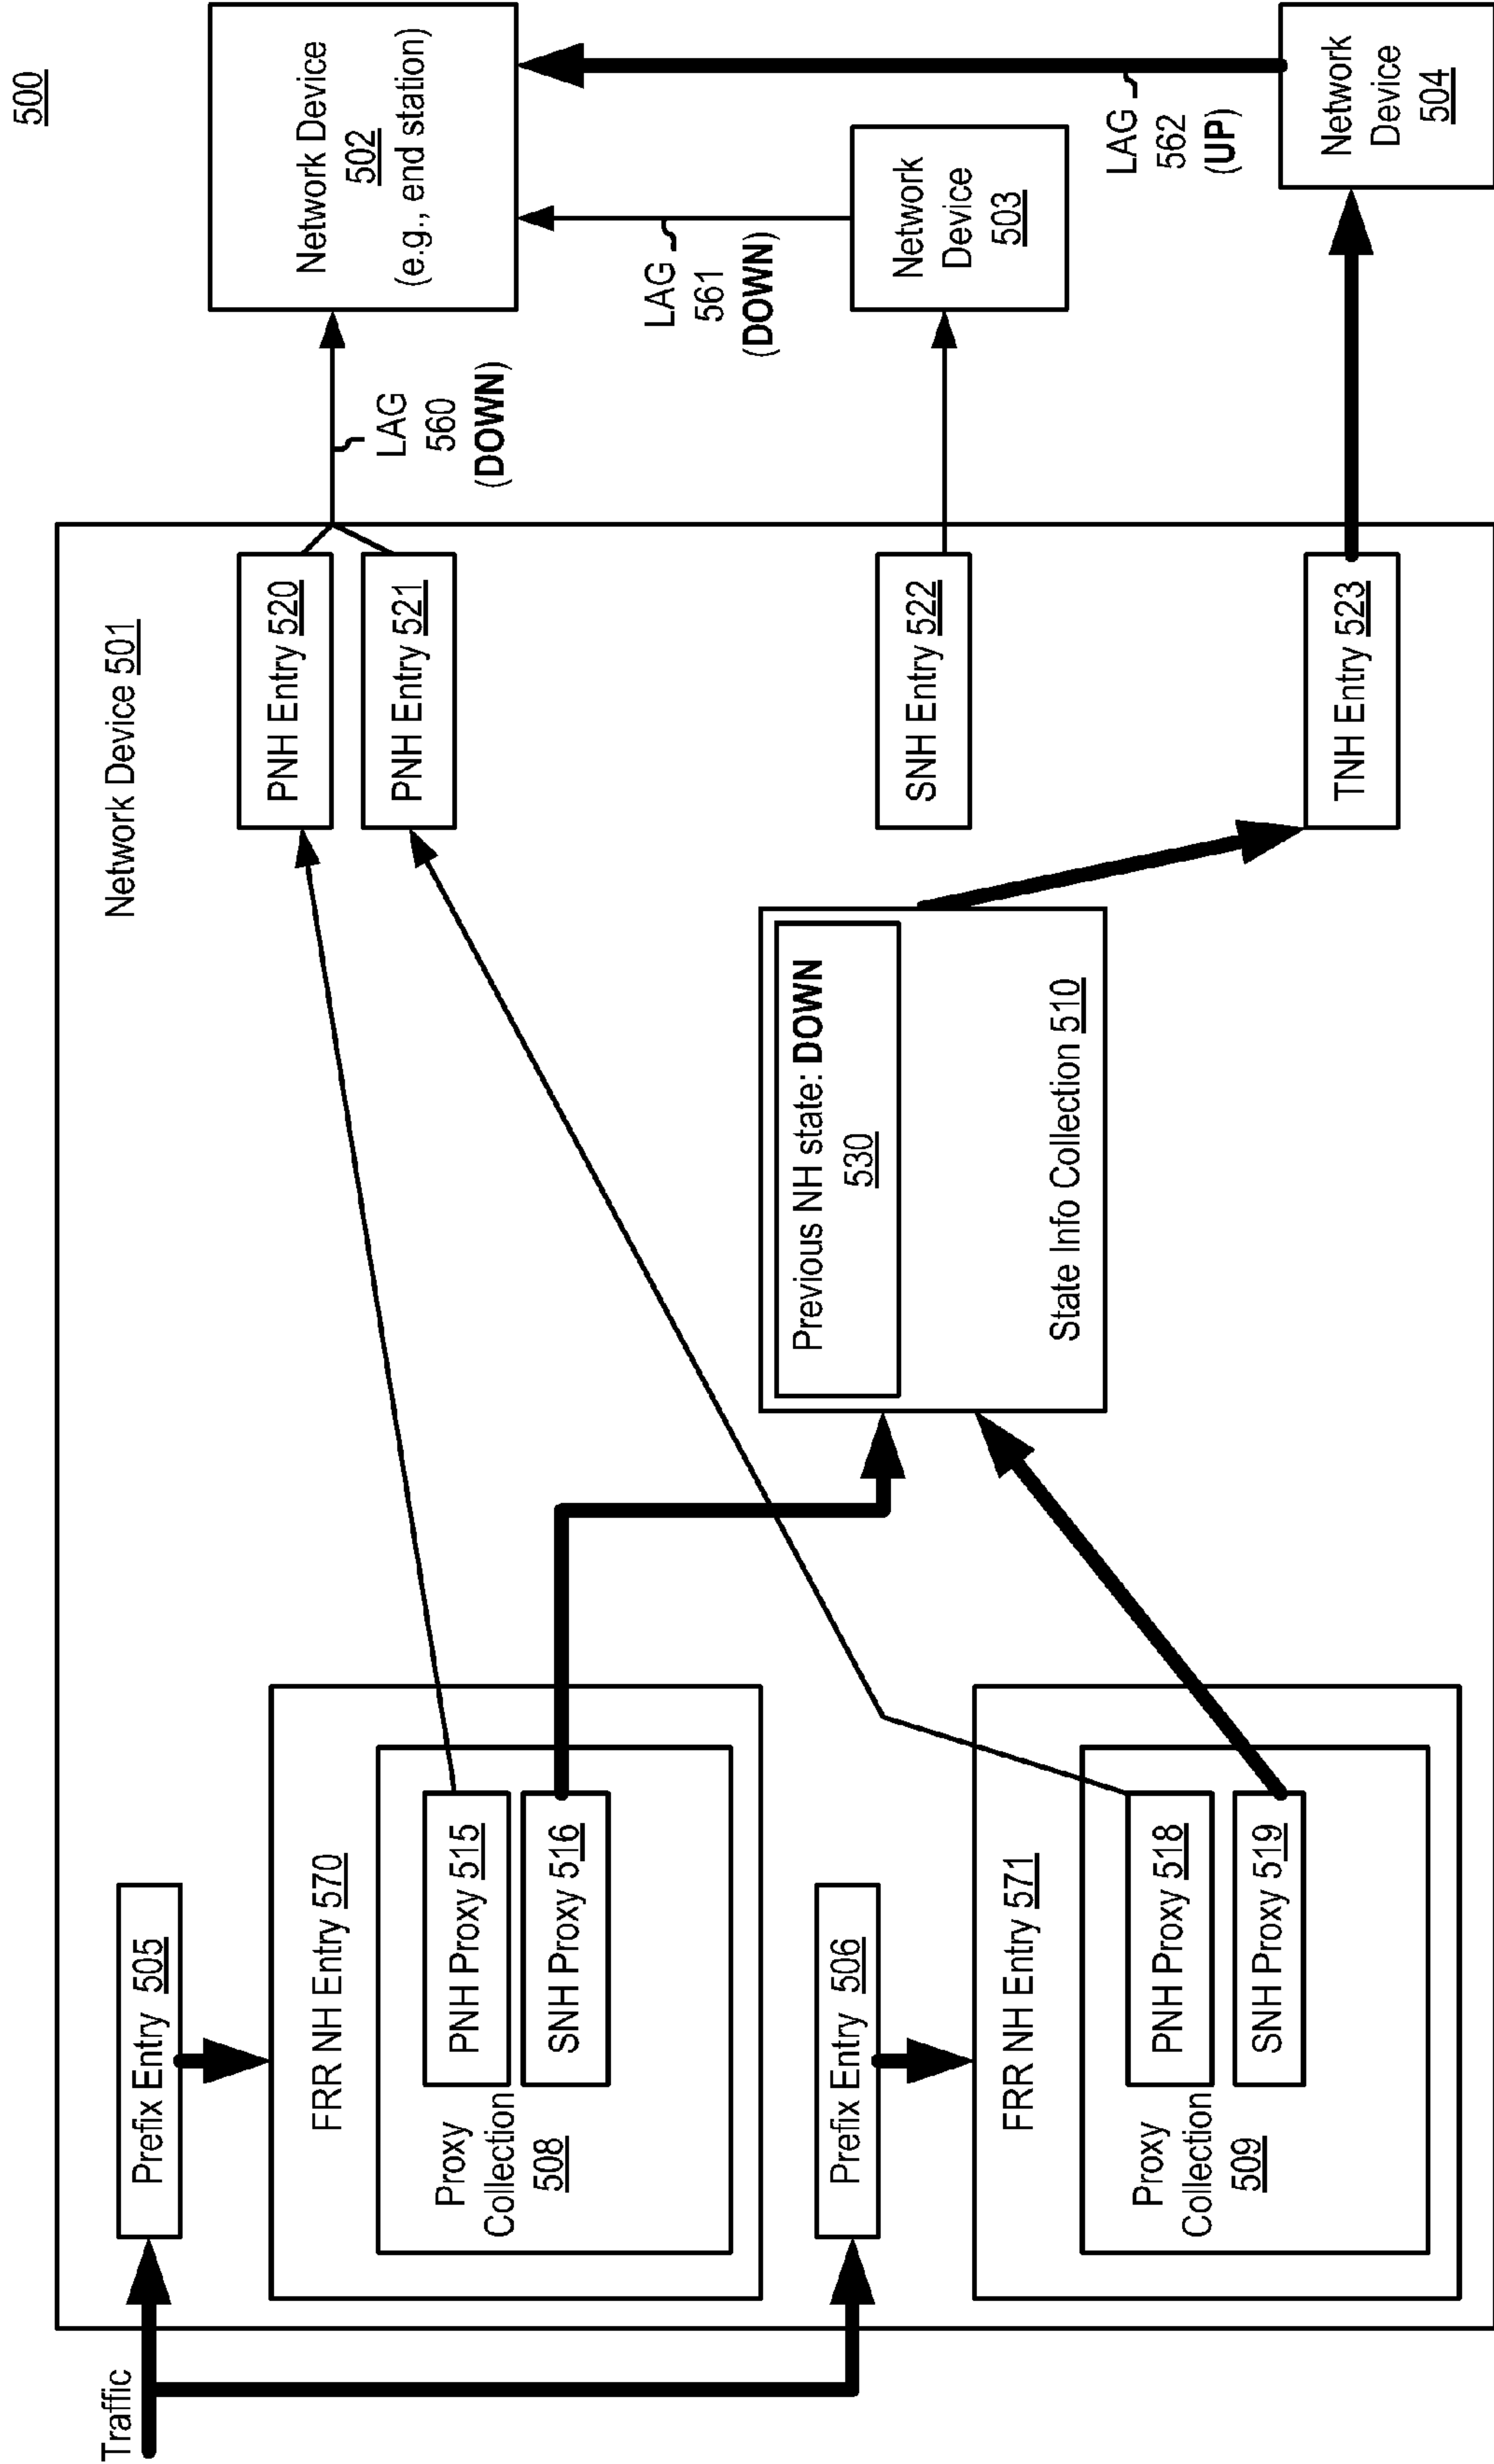 500
Traffic
Network Device 501
Prefix Entry 505
FRR NH Entry 570
Proxy
Collection
508
PNH Proxy 515
SNH Proxy 516
Prefix Entry 506
FRR NH Entry 571
Proxy
Collection
509
PNH Proxy 518
SNH Proxy 519
Previous NH state: DOWN
530
State Info Collection 510
PNH Entry 520
PNH Entry 521
SNH Entry 522
TNH Entry 523
LAG
560
(DOWN)
Network Device
502
(e.g., end station)
LAG
561
(DOWN)
Network
Device
503
LAG
562
(UP)
Network
Device
504